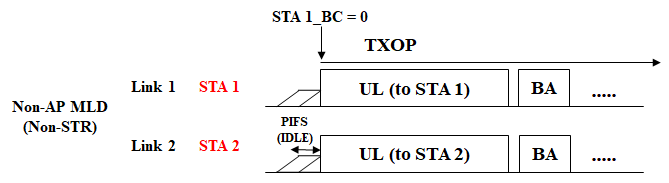 STA 1_BC = 0
TXOP
Link 1 STA 1 UL (to STA 1) BA .....
Non-AP MLD
(Non-STR)
PIFS
(IDLE)
Link 2 STA 2 UL (to STA 2) BA .....